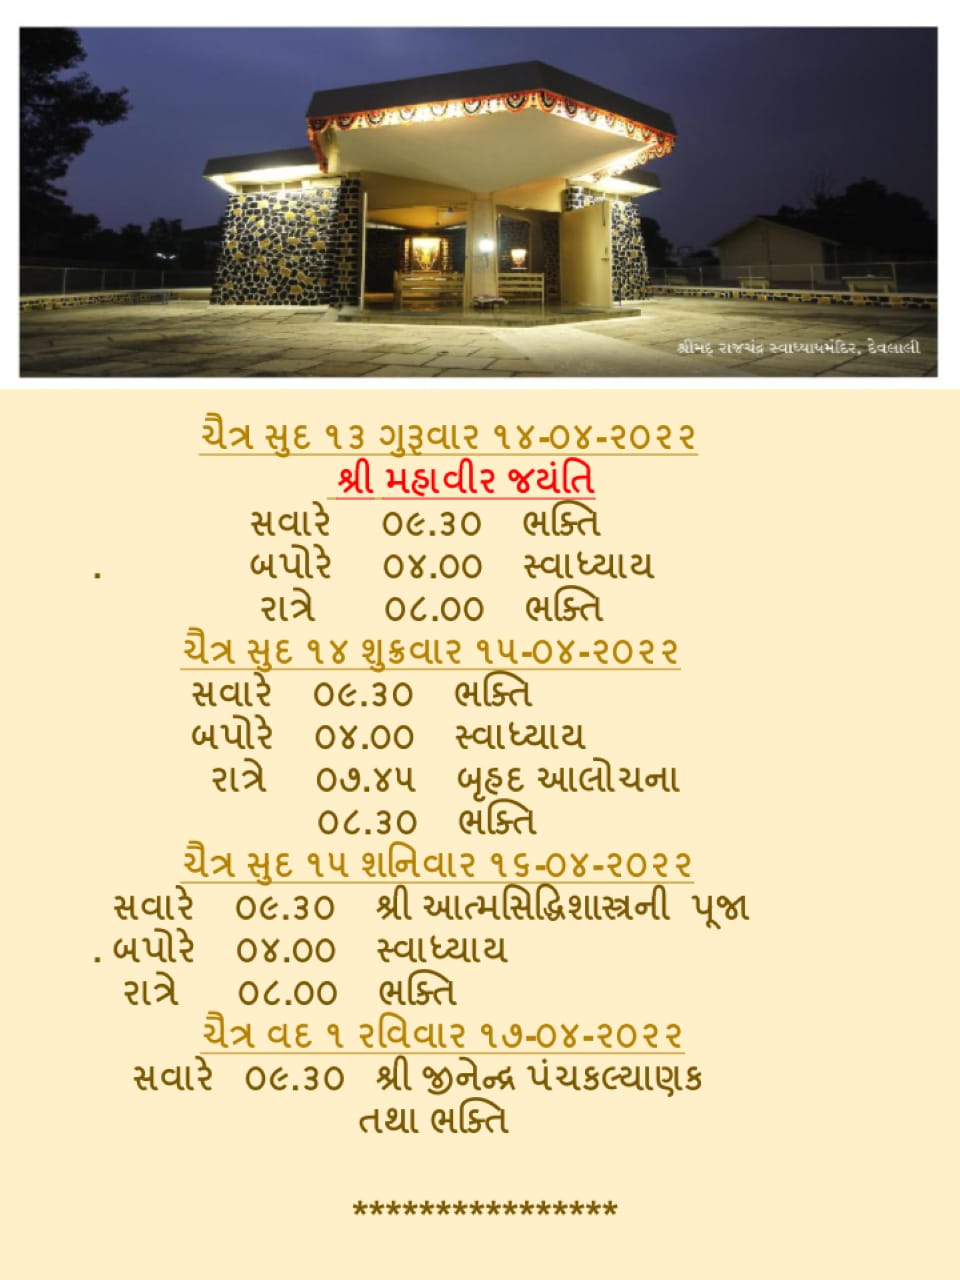 શ્રીમદ્ રાજચંદ્ર સ્વાધ્યાયમંદિર, દેવલાલી
ચૈત્ર સુદ ૧૩ ગુરૂવાર ૧૪-૦૪-૨૦૨૨
શ્રી મહાવીર જયંતિ
સવારે ૦૯.૩૦ ભક્તિ
. બપોરે ૦૪.૦૦ સ્વાધ્યાય
રાત્રે ૦૮.૦૦ ભક્તિ
ચૈત્ર સુદ ૧૪ શુક્રવાર ૧૫-૦૪-૨૦૨૨
સવારે ૦૯.૩૦ ભક્તિ
બપોરે ૦૪.૦૦ સ્વાધ્યાય
રાત્રે ૦૭.૪૫ બૃહદ આલોચના
૦૮.૩૦ ભક્તિ
ચૈત્ર સુદ ૧૫ શનિવાર ૧૬-૦૪-૨૦૨૨
સવારે ૦૯.૩૦ શ્રી આત્મસિદ્ધિશાસ્ત્રની પૂજા
. બપોરે ૦૪.૦૦ સ્વાધ્યાય
રાત્રે ૦૮.૦૦ ભક્તિ
ચૈત્ર વદ ૧ રવિવાર ૧૭-૦૪-૨૦૨૨
સવારે ૦૯.૩૦ શ્રી જીનેન્દ્ર પંચકલ્યાણક
તથા ભક્તિ
****************